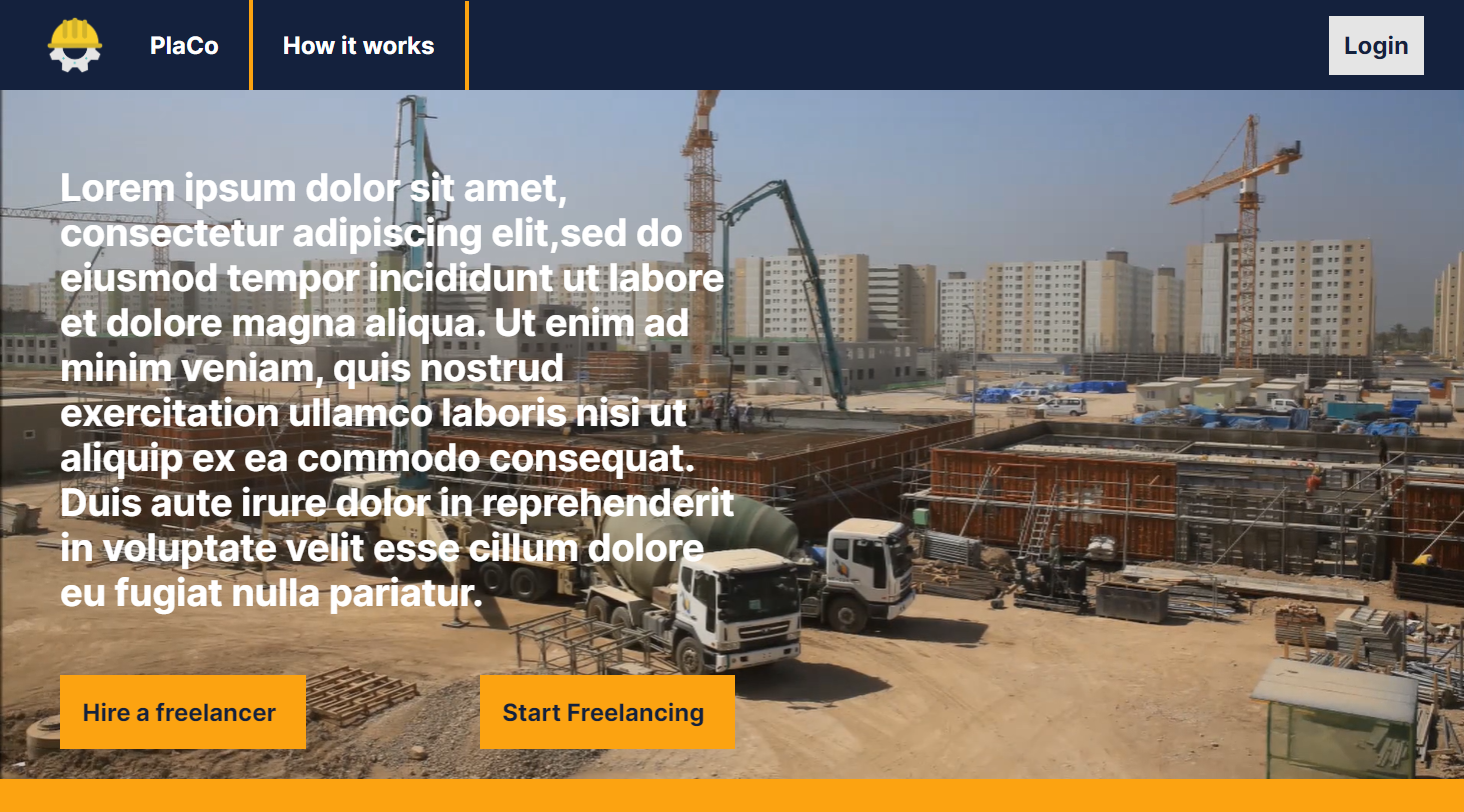 PlaCo
How it works
Login
Lorem ipsum dolor sit amet,
consectetur adipiscing elit,sed do
eiusmod tempor incididunt ut labore
et dolore magna aliqua. Ut enim ad
minim veniam, quis nostrud
exercitation ullamco laboris nisi ut
aliquip ex ea commodo consequat.
Duis aute irure dolor in reprehenderit
in voluptate velit esse cillum dolore
eu fugiat nulla pariatur.
Hire a freelancer
Start Freelancing